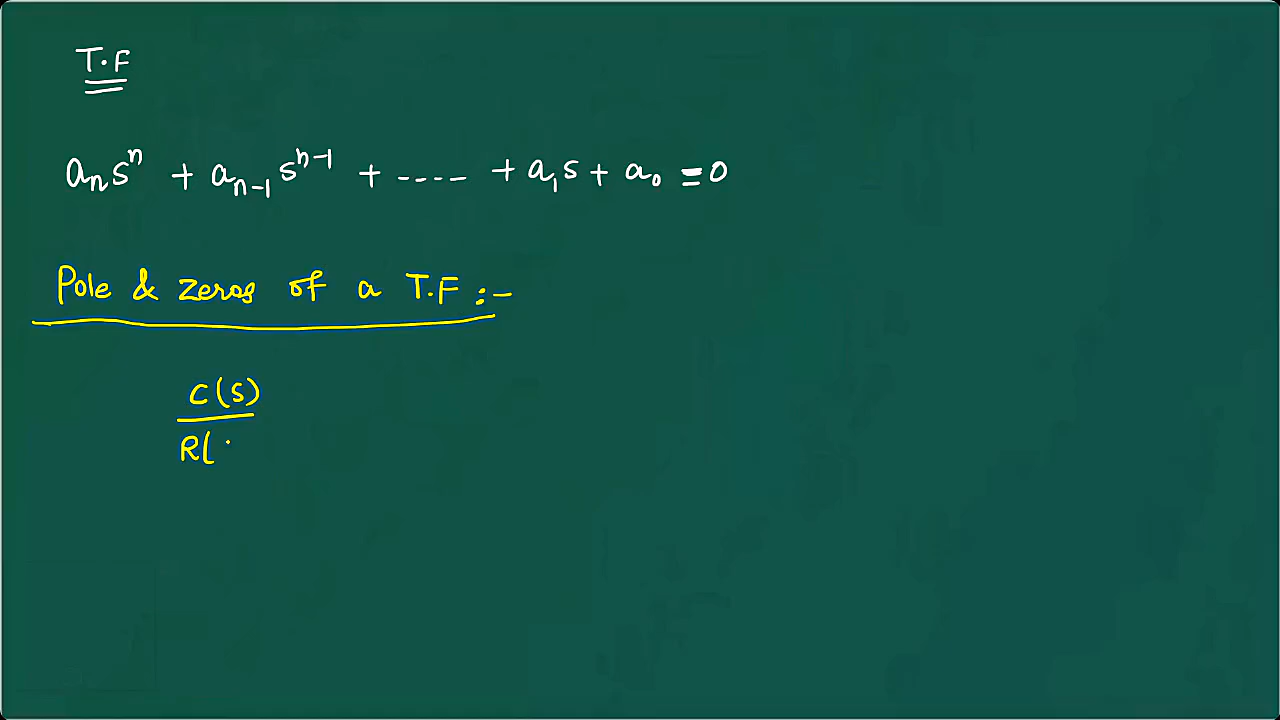 T.F
aₙsⁿ + aₙ₋₁sⁿ⁻¹ + ---- + a₁s + a₀ = 0
Pole & zeros of a T.F :-
C(s)
R(